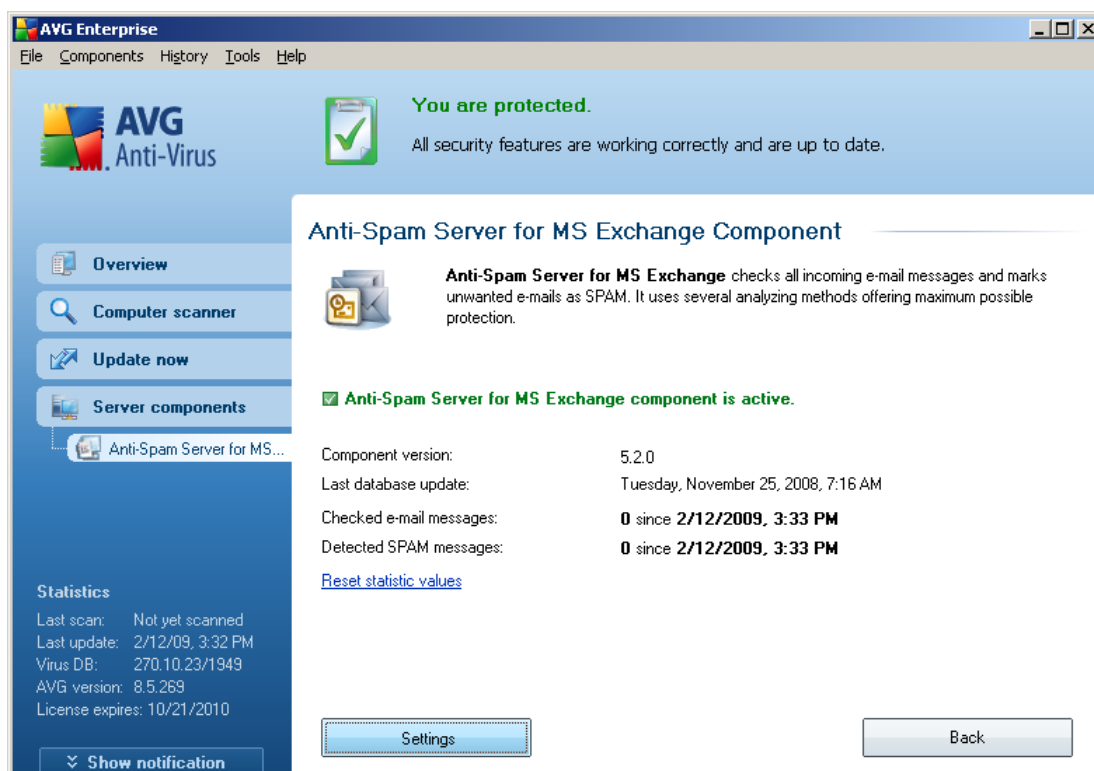 AVG Enterprise
File Components History Tools Help
AVG
Anti-Virus
You are protected.
All security features are working correctly and are up to date.
Overview
Computer scanner
Update now
Server components
Anti-Spam Server for MS...
Anti-Spam Server for MS Exchange Component
Anti-Spam Server for MS Exchange checks all incoming e-mail messages and marks
unwanted e-mails as SPAM. It uses several analyzing methods offering maximum possible
protection.
Anti-Spam Server for MS Exchange component is active.
Component version: 5.2.0
Last database update: Tuesday, November 25, 2008, 7:16 AM
Checked e-mail messages: 0 since 2/12/2009, 3:33 PM
Detected SPAM messages: 0 since 2/12/2009, 3:33 PM
Reset statistic values
Statistics
Last scan: Not yet scanned
Last update: 2/12/09, 3:32 PM
Virus DB: 270.10.23/1949
AVG version: 8.5.269
License expires: 10/21/2010
Show notification
Settings
Back